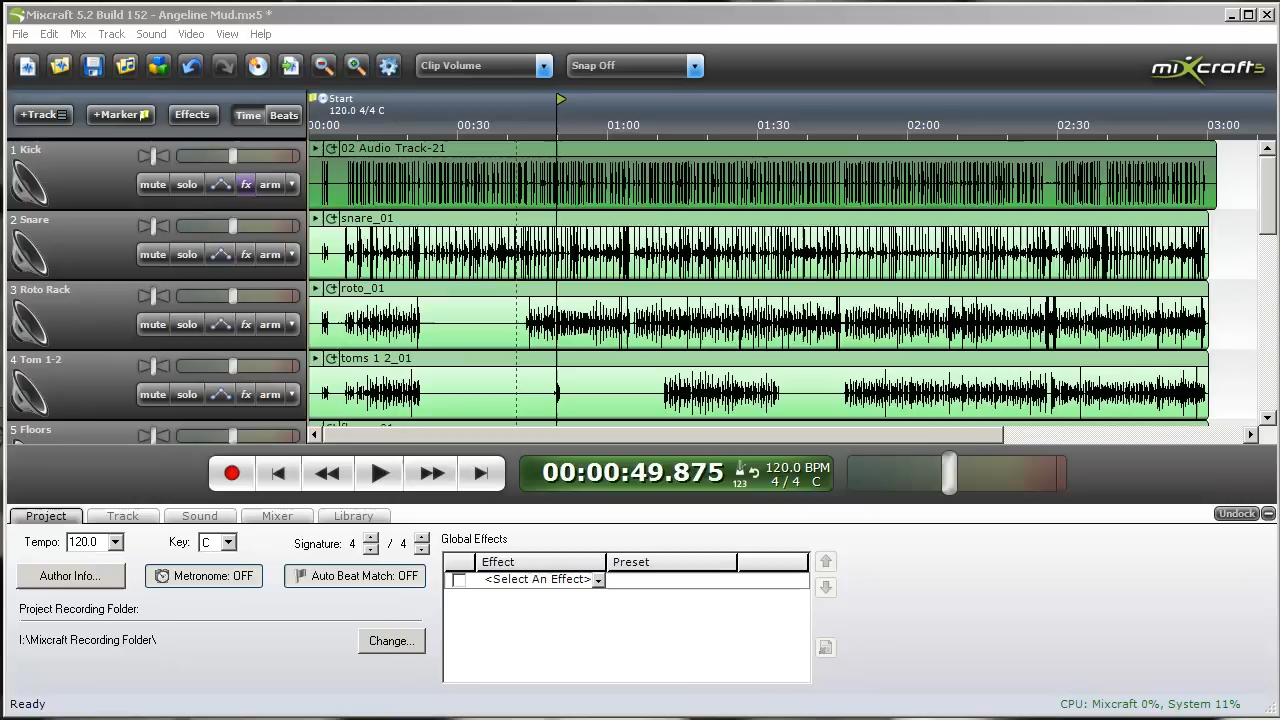 Mixcraft 5.2 Build 152 - Angeline Mud.mx5 *
File Edit Mix Track Sound Video View Help
Clip Volume Snap Off mixcraft5
+Track +Marker Effects Time Beats
Start
120.0 4/4 C
00:00 00:30 01:00 01:30 02:00 02:30 03:00
1 Kick
mute solo fx arm
02 Audio Track-21
2 Snare
mute solo fx arm
snare_01
3 Roto Rack
mute solo fx arm
roto_01
4 Tom 1-2
mute solo fx arm
toms 1 2_01
5 Floors
00:00:49.875 123 120.0 BPM
4 / 4 C
Project Track Sound Mixer Library Undock
Tempo: 120.0 Key: C Signature: 4 / 4
Global Effects
Effect Preset
<Select An Effect>
Author Info... Metronome: OFF Auto Beat Match: OFF
Project Recording Folder:
I:\Mixcraft Recording Folder\ Change...
Ready CPU: Mixcraft 0%, System 11%